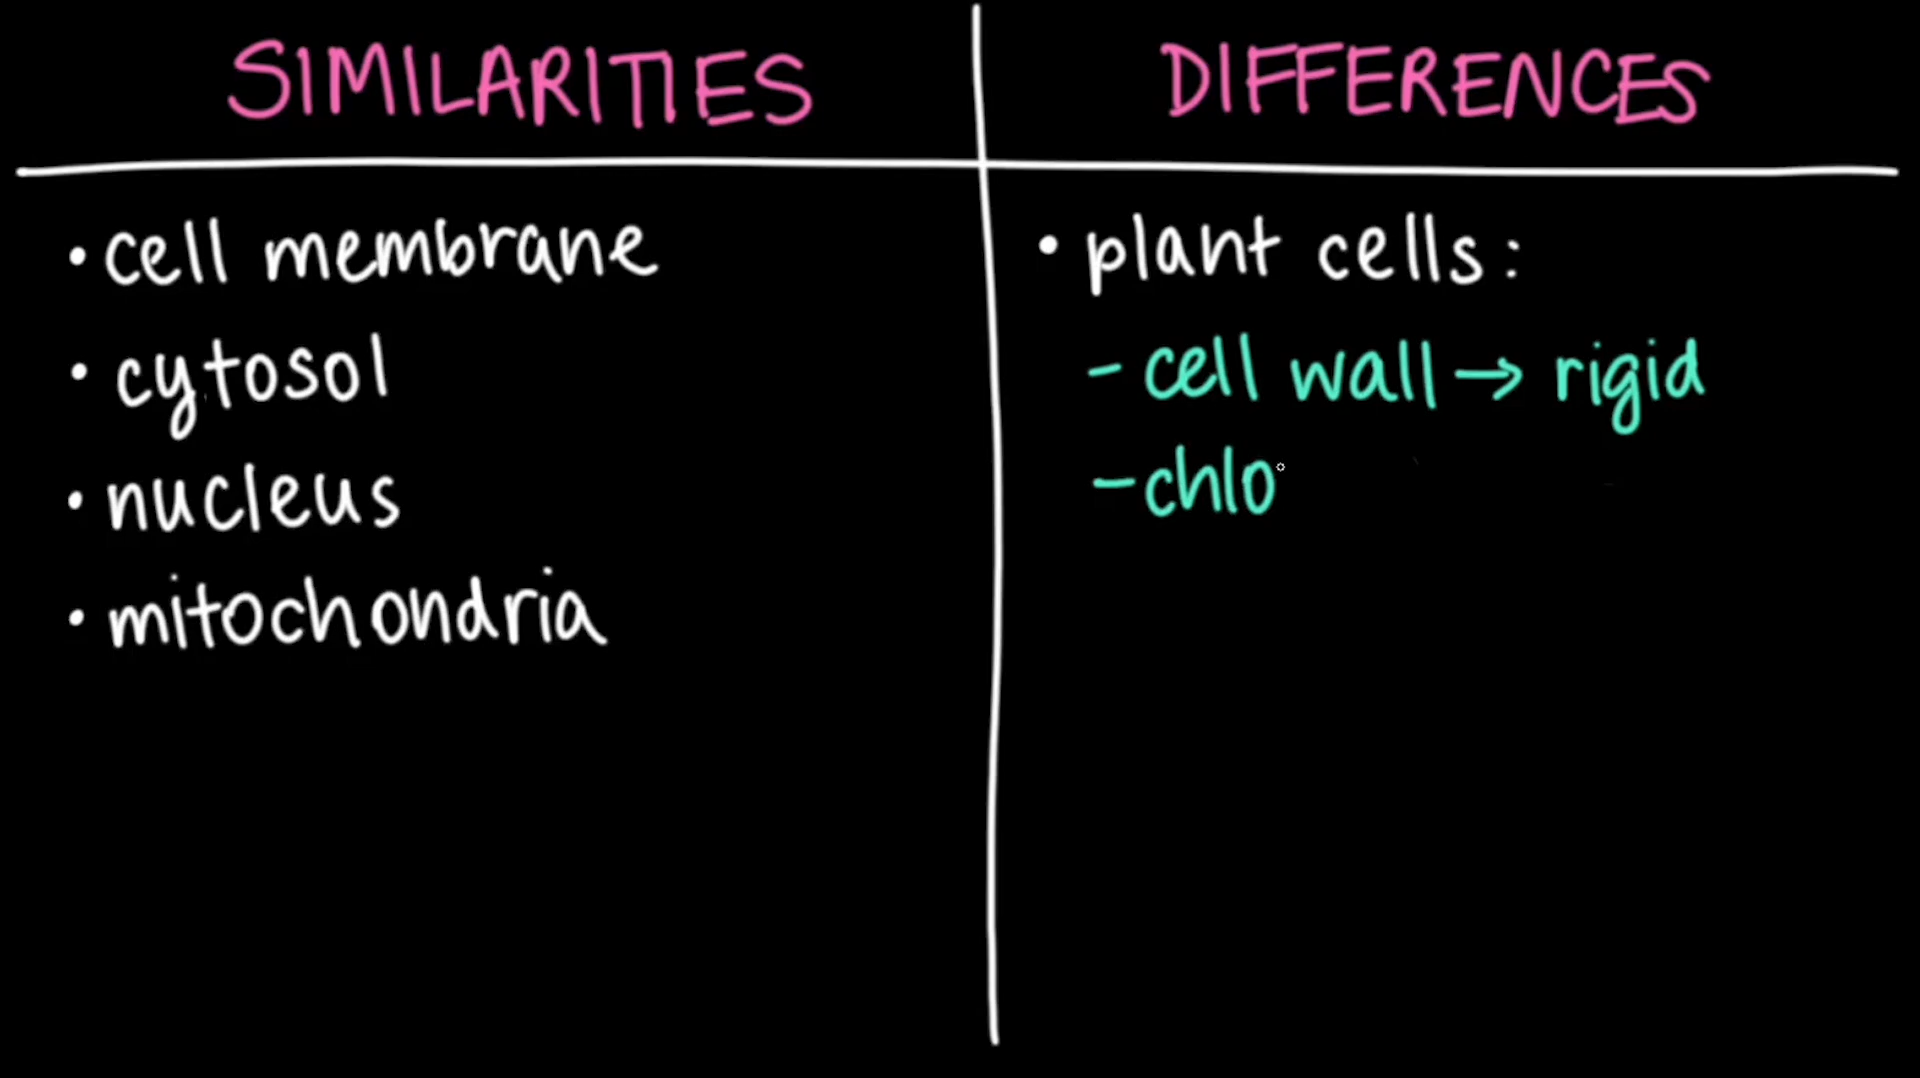 SIMILARITIES
• cell membrane
• cytosol
• nucleus
• mitochondria
DIFFERENCES
• plant cells:
- cell wall → rigid
- chlo